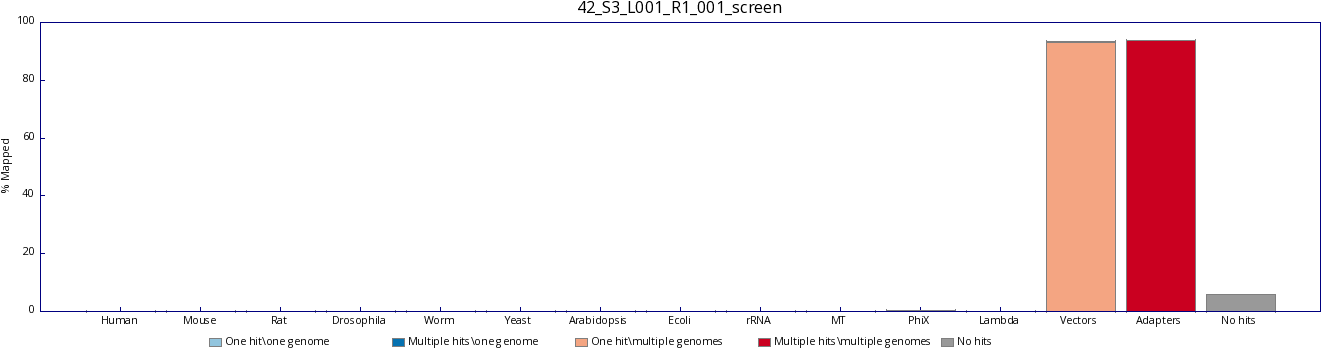 42_S3_L001_R1_001_screen
100
80
60
40
20
0
% Mapped
Human Mouse Rat Drosophila Worm Yeast Arabidopsis Ecoli rRNA MT PhiX Lambda Vectors Adapters No hits
One hit\one genome Multiple hits\one genome One hit\multiple genomes Multiple hits\multiple genomes No hits